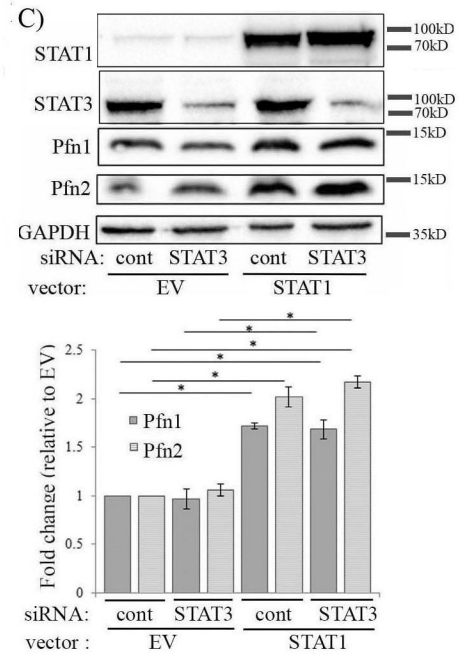 C)
STAT1
100kD
70kD
STAT3
100kD
70kD
Pfn1
15kD
Pfn2
15kD
GAPDH
35kD
siRNA: cont STAT3 cont STAT3
vector: EV STAT1
Fold change (relative to EV)
2.5
2
1.5
1
0.5
0
* * * * * *
Pfn1
Pfn2
siRNA: cont STAT3 cont STAT3
vector : EV STAT1